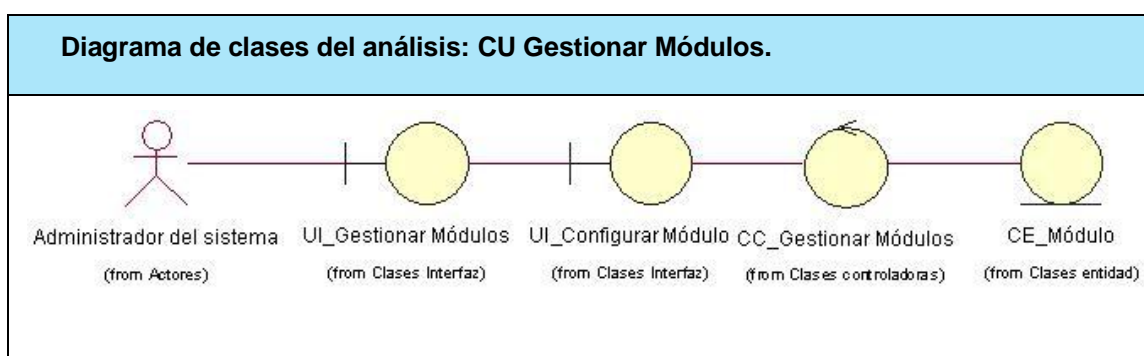 Diagrama de clases del análisis: CU Gestionar Módulos.
Administrador del sistema UI_Gestionar Módulos UI_Configurar Módulo CC_Gestionar Módulos CE_Módulo
(from Actores) (from Clases Interfaz) (from Clases Interfaz) (from Clases controladoras) (from Clases entidad)